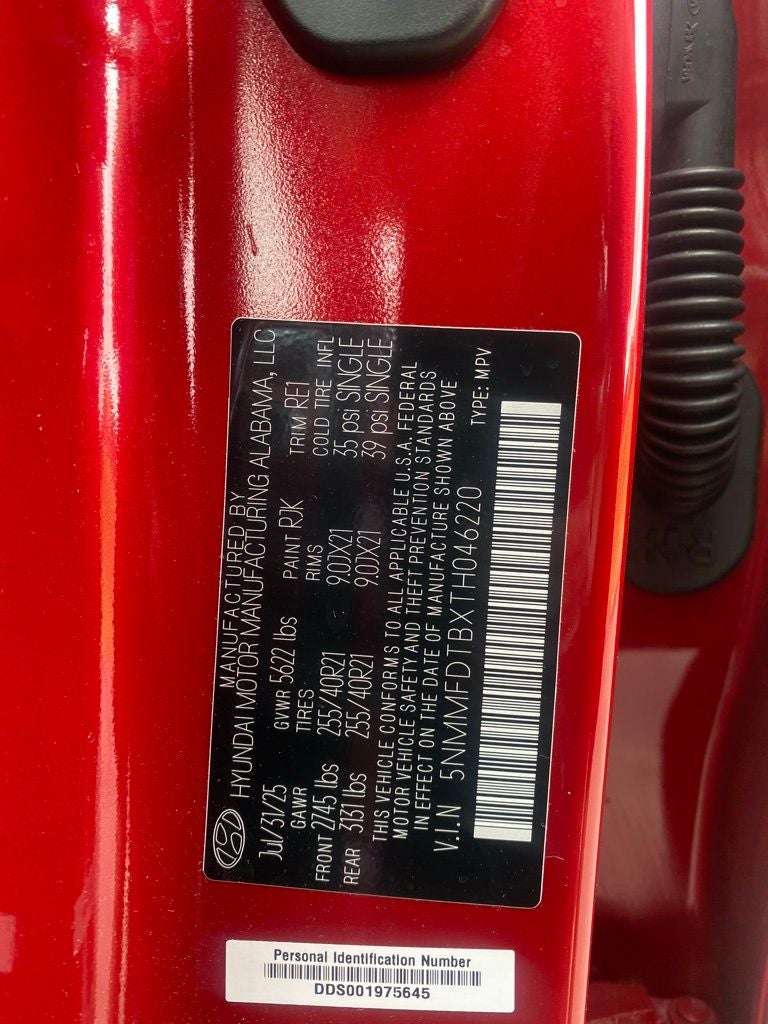 MANUFACTURED BY
HYUNDAI MOTOR MANUFACTURING ALABAMA, LLC
Jul/31/25 GVWR 5622 lbs PAINT PJK TRIM RE1
GAWR TIRES RIMS COLD TIRE INFL
FRONT 2745 lbs 255/40R21 9.0JX21 35 psi SINGLE
REAR 3131 lbs 255/40R21 9.0JX21 39 psi SINGLE
THIS VEHICLE CONFORMS TO ALL APPLICABLE U.S.A. FEDERAL
MOTOR VEHICLE SAFETY AND THEFT PREVENTION STANDARDS
IN EFFECT ON THE DATE OF MANUFACTURE SHOWN ABOVE
V.I.N 5NMMFDTBXTH046220 TYPE: MPV
Personal Identification Number
DDS001975645